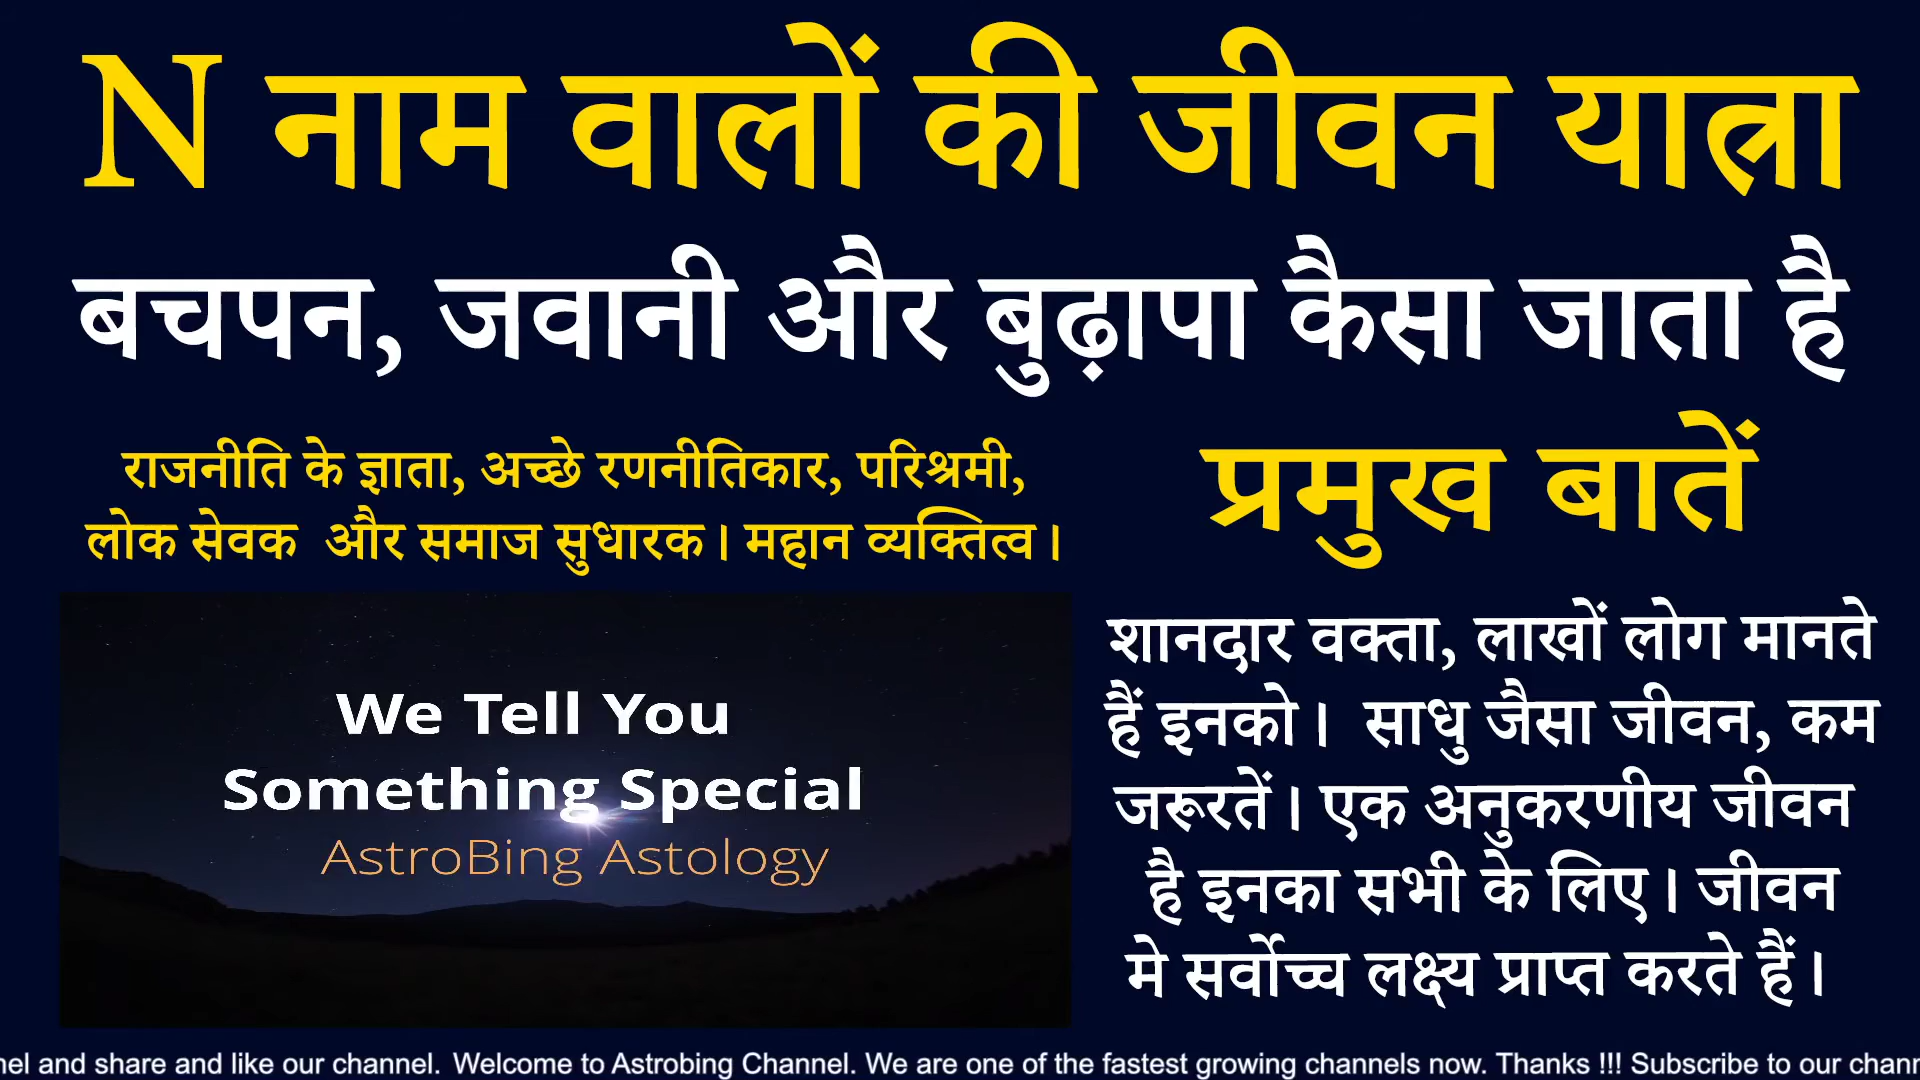 N नाम वालों की जीवन यात्रा
बचपन, जवानी और बुढ़ापा कैसा जाता है
राजनीति के ज्ञाता, अच्छे रणनीतिकार, परिश्रमी,
लोक सेवक और समाज सुधारक। महान व्यक्तित्व।
We Tell You
Something Special
AstroBing Astology
प्रमुख बातें
शानदार वक्ता, लाखों लोग मानते
हैं इनको। साधु जैसा जीवन, कम
जरूरतें। एक अनुकरणीय जीवन
है इनका सभी के लिए। जीवन
मे सर्वोच्च लक्ष्य प्राप्त करते हैं।
nel and share and like our channel. Welcome to Astrobing Channel. We are one of the fastest growing channels now. Thanks !!! Subscribe to our chann